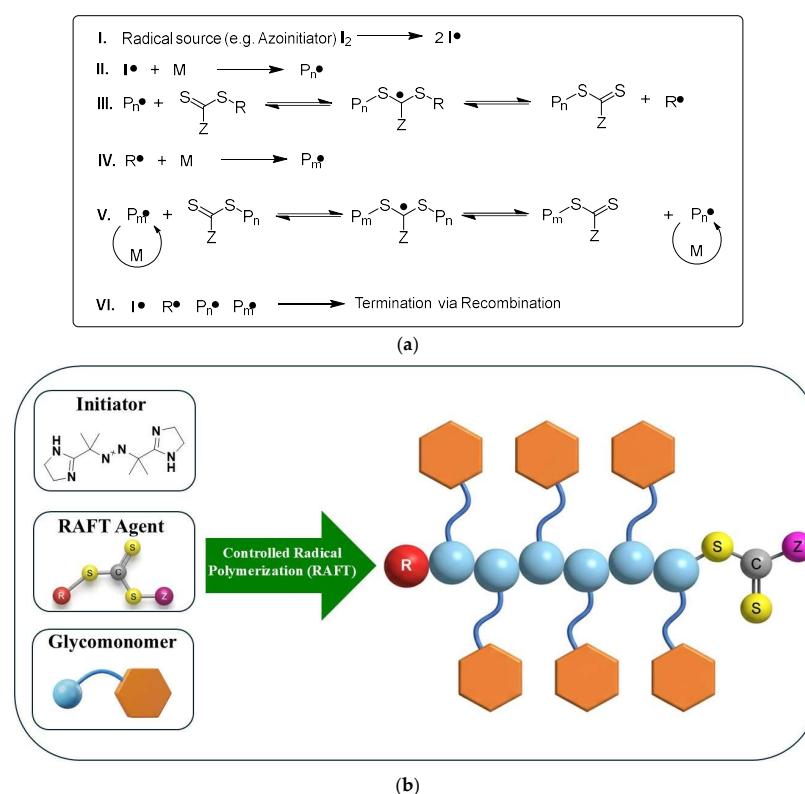 I. Radical source (e.g. Azoinitiator) I₂ 2 I•
II. I• + M Pn•
III. Pn• + S S R Z Pn S • S R Z Pn S S Z + R•
IV. R• + M Pm•
V. Pm• M + S S Pn Z Pm S • S Pn Z Pm S S Z + Pn• M
VI. I• R• Pn• Pm• Termination via Recombination
(a)
Initiator
H N N N N N N H
RAFT Agent
S S C R S Z
Glycomonomer
Controlled Radical
Polymerization (RAFT)
R S C Z S
(b)